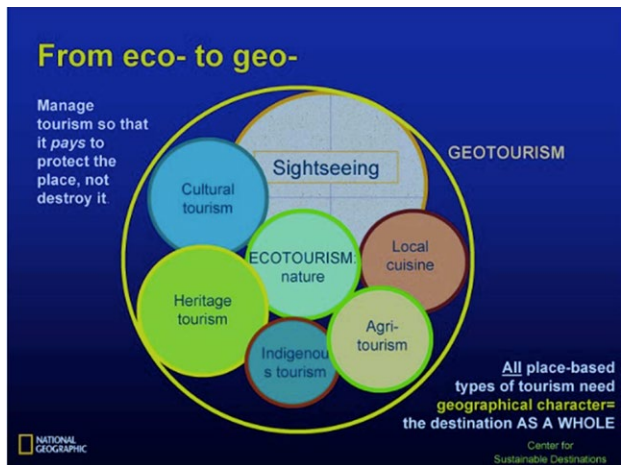 From eco- to geo-
Manage
tourism so that
it pays to
protect the
place, not
destroy it.
Sightseeing
GEOTOURISM
Cultural
tourism
ECOTOURISM:
nature
Local
cuisine
Heritage
tourism
Agri-
tourism
Indigenou
s tourism
All place-based
types of tourism need
geographical character=
the destination AS A WHOLE
NATIONAL
GEOGRAPHIC
Center for
Sustainable Destinations